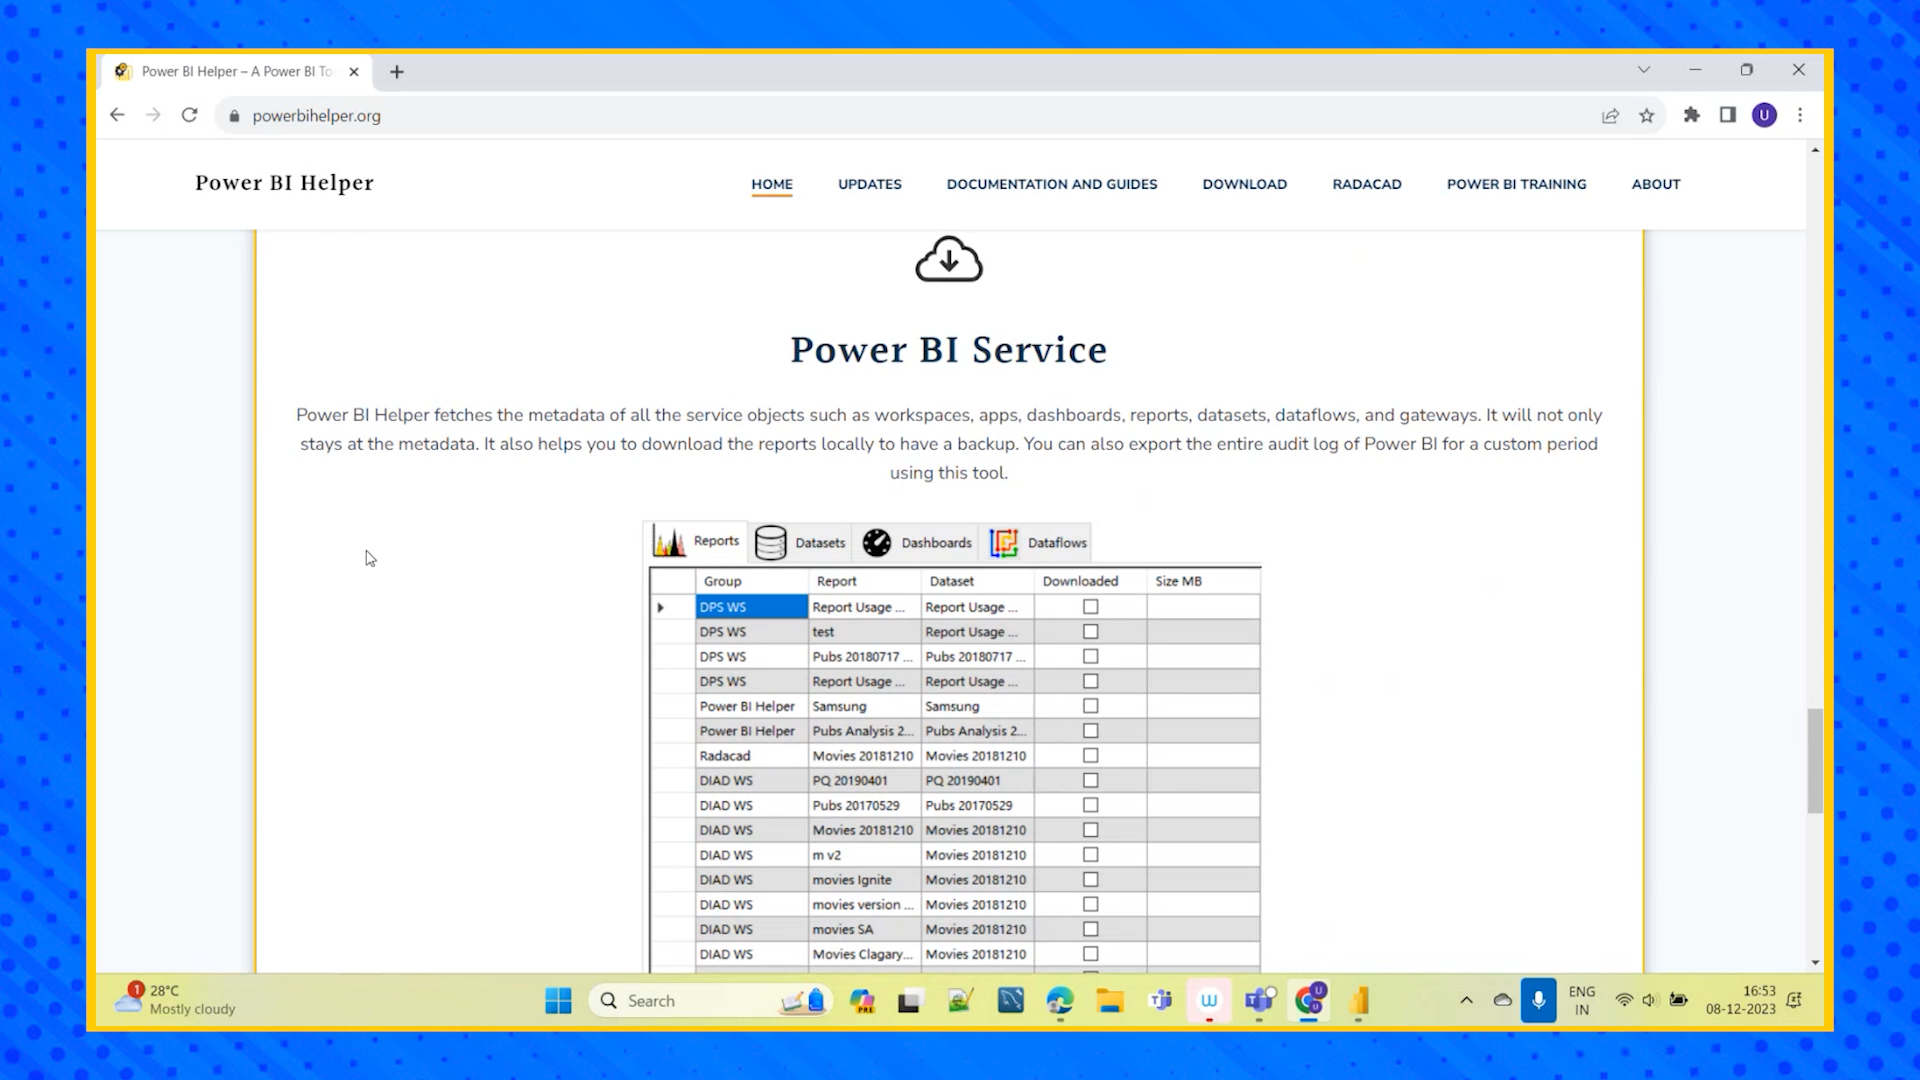 Power BI Helper – A Power BI To
powerbihelper.org
U
Power BI Helper
HOME
UPDATES
DOCUMENTATION AND GUIDES
DOWNLOAD
RADACAD
POWER BI TRAINING
ABOUT
Power BI Service
Power BI Helper fetches the metadata of all the service objects such as workspaces, apps, dashboards, reports, datasets, dataflows, and gateways. It will not only
stays at the metadata. It also helps you to download the reports locally to have a backup. You can also export the entire audit log of Power BI for a custom period
using this tool.
Reports Datasets Dashboards Dataflows
Group Report Dataset Downloaded Size MB
DPS WS Report Usage ... Report Usage ...
DPS WS test Report Usage ...
DPS WS Pubs 20180717 ... Pubs 20180717 ...
DPS WS Report Usage ... Report Usage ...
Power BI Helper Samsung Samsung
Power BI Helper Pubs Analysis 2... Pubs Analysis 2...
Radacad Movies 20181210 Movies 20181210
DIAD WS PQ 20190401 PQ 20190401
DIAD WS Pubs 20170529 Pubs 20170529
DIAD WS Movies 20181210 Movies 20181210
DIAD WS m v2 Movies 20181210
DIAD WS movies Ignite Movies 20181210
DIAD WS movies version ... Movies 20181210
DIAD WS movies SA Movies 20181210
DIAD WS Movies Clagary... Movies 20181210
1
28°C
Mostly cloudy
Search
PRE
ENG
IN
16:53
08-12-2023